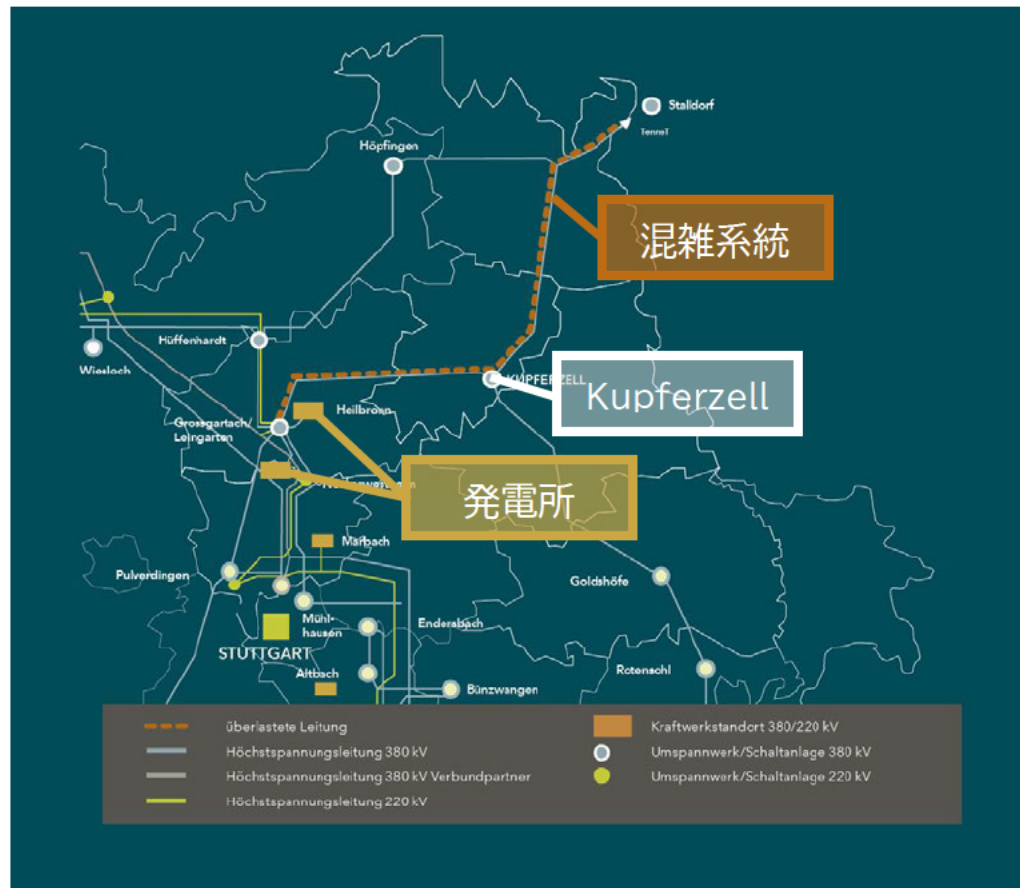 Stalldorf
TenneT
Höpfingen
混雑系統
Hüffenhardt
Wiesloch
KUPFERZELL
Kupferzell
Heilbronn
Grossgartach/
Leingarten
発電所
Marbach
Pulverdingen
Goldshöfe
Mühl-
hausen
Endersbach
STUTTGART
Altbach
Rotensohl
Bünzwangen
überlastete Leitung
Höchstspannungsleitung 380 kV
Höchstspannungsleitung 380 kV Verbundpartner
Höchstspannungsleitung 220 kV
Kraftwerkstandort 380/220 kV
Umspannwerk/Schaltanlage 380 kV
Umspannwerk/Schaltanlage 220 kV